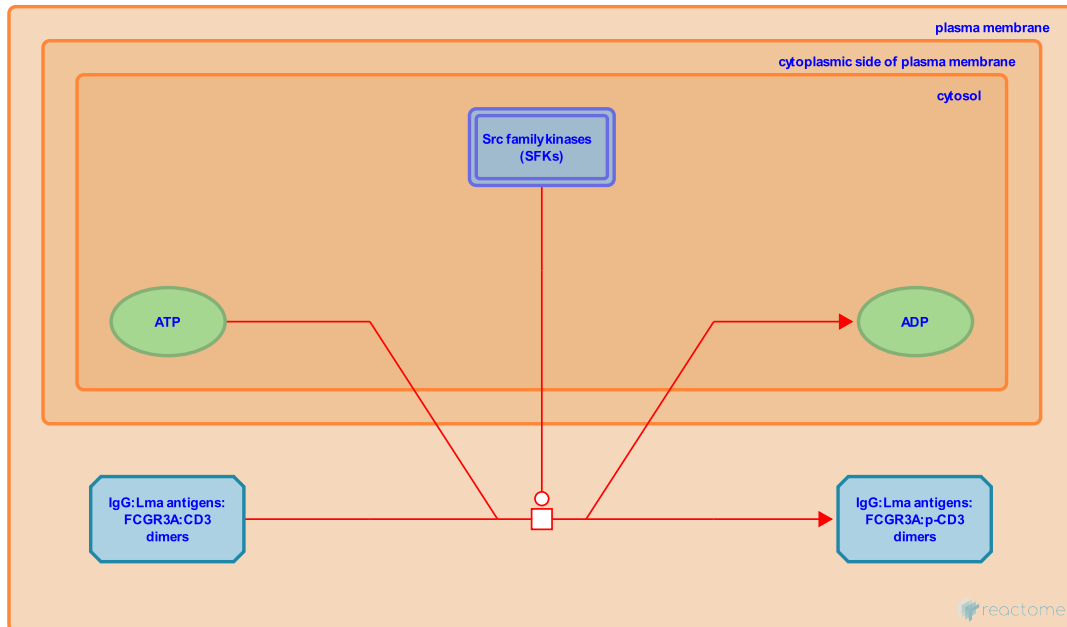 plasma membrane
cytoplasmic side of plasma membrane
cytosol
Src family kinases
(SFKs)
ATP
ADP
IgG:Lma antigens:
FCGR3A:CD3
dimers
IgG:Lma antigens:
FCGR3A:p-CD3
dimers
reactome